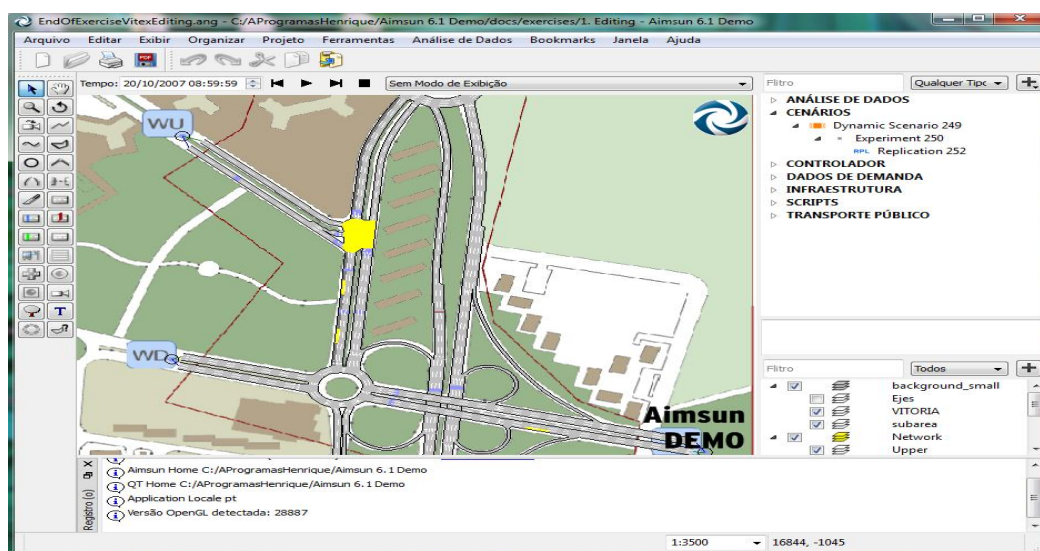 EndOfExerciseVitexEditing.ang - C:/AProgramasHenrique/Aimsun 6.1 Demo/docs/exercises/1. Editing - Aimsun 6.1 Demo
Arquivo Editar Exibir Organizar Projeto Ferramentas Análise de Dados Bookmarks Janela Ajuda
Tempo: 20/10/2007 08:59:59 Sem Modo de Exibição
Filtro Qualquer Tipc
WU
WD
Aimsun
DEMO
ANÁLISE DE DADOS
CENÁRIOS
Dynamic Scenario 249
Experiment 250
RPL Replication 252
CONTROLADOR
DADOS DE DEMANDA
INFRAESTRUTURA
SCRIPTS
TRANSPORTE PÚBLICO
Filtro Todos
background_small
Ejes
VITORIA
subarea
Network
Upper
Registro (o)
Aimsun Home C:/AProgramasHenrique/Aimsun 6.1 Demo
QT Home C:/AProgramasHenrique/Aimsun 6.1 Demo
Application Locale pt
Versão OpenGL detectada: 28887
1:3500 16844, -1045